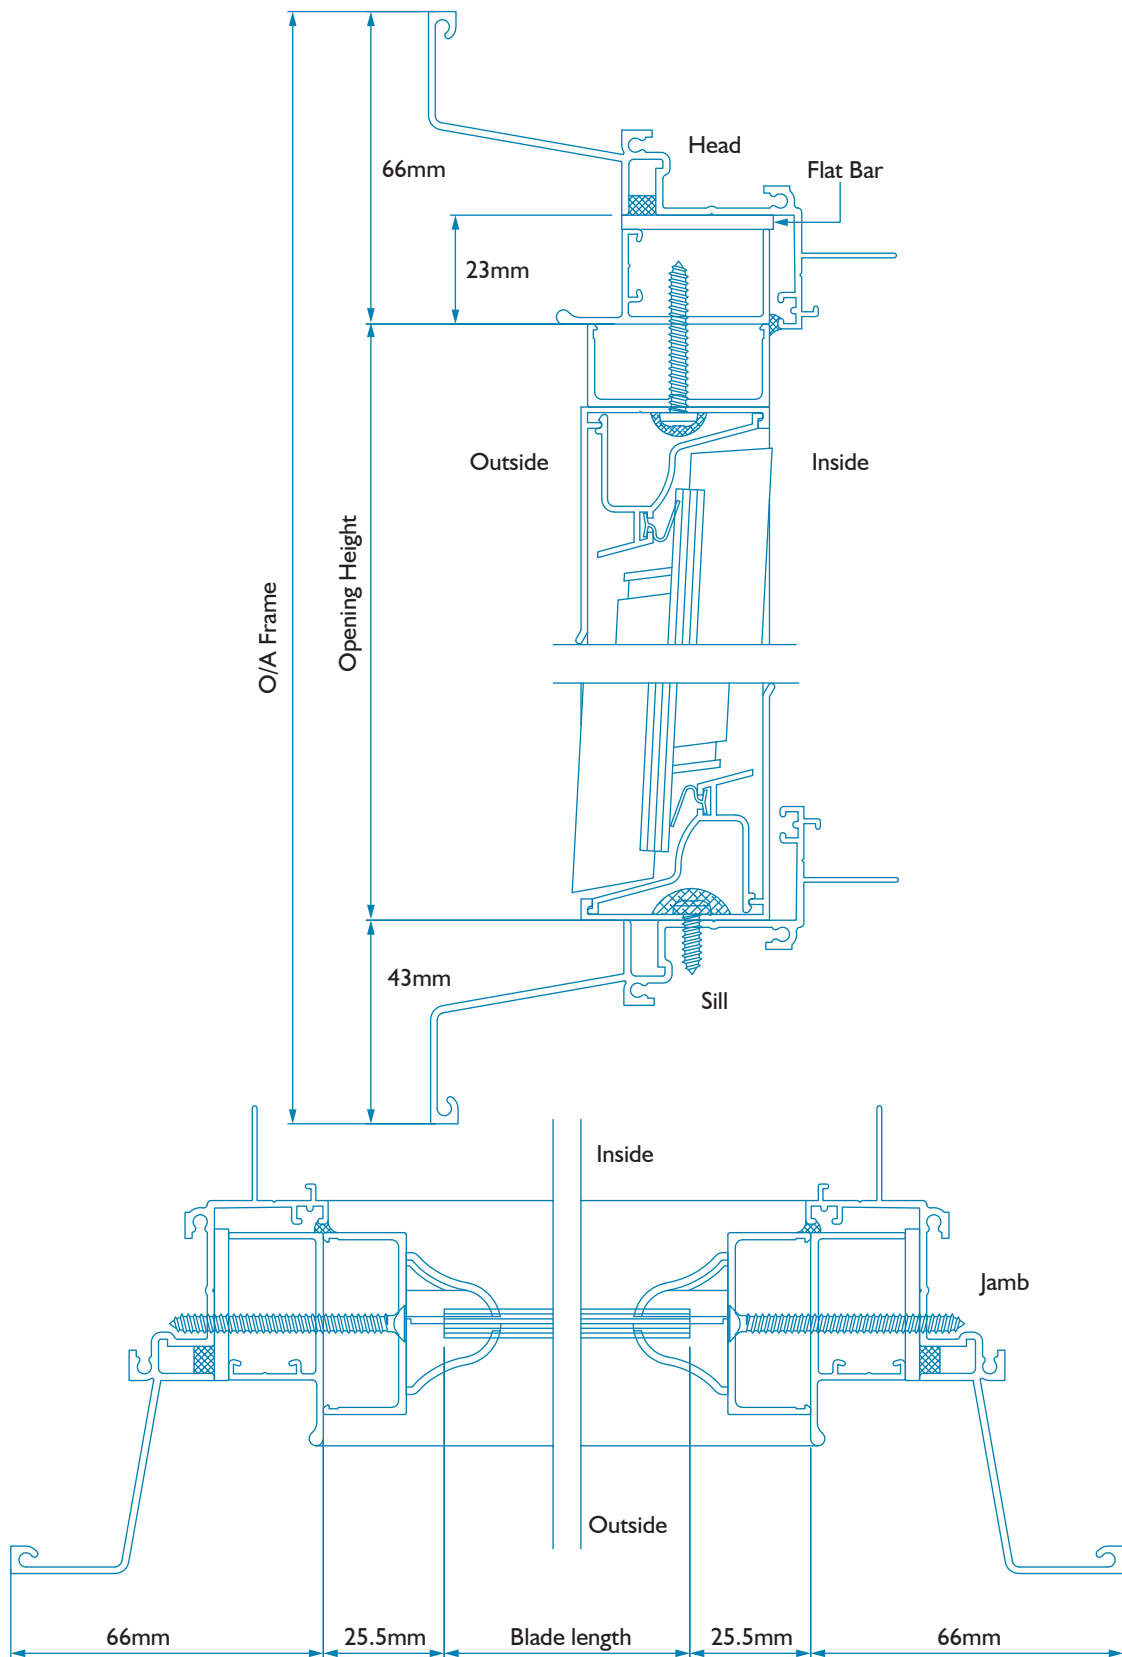 Head
Flat Bar
66mm
23mm
Outside
Inside
Opening Height
O/A Frame
43mm
Sill
Inside
Jamb
Outside
66mm
25.5mm
Blade length
25.5mm
66mm